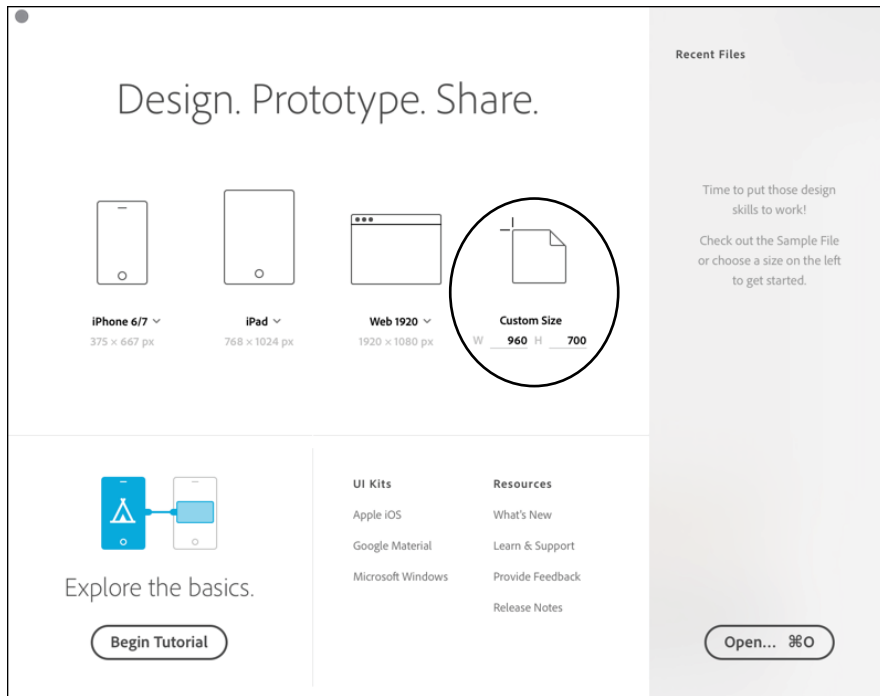 Recent Files
Design. Prototype. Share.
Time to put those design
skills to work!
Check out the Sample File
or choose a size on the left
to get started.
iPhone 6/7
375 × 667 px
iPad
768 × 1024 px
Web 1920
1920 × 1080 px
Custom Size
W 960 H 700
Explore the basics.
Begin Tutorial
UI Kits
Apple iOS
Google Material
Microsoft Windows
Resources
What's New
Learn & Support
Provide Feedback
Release Notes
Open... ⌘O